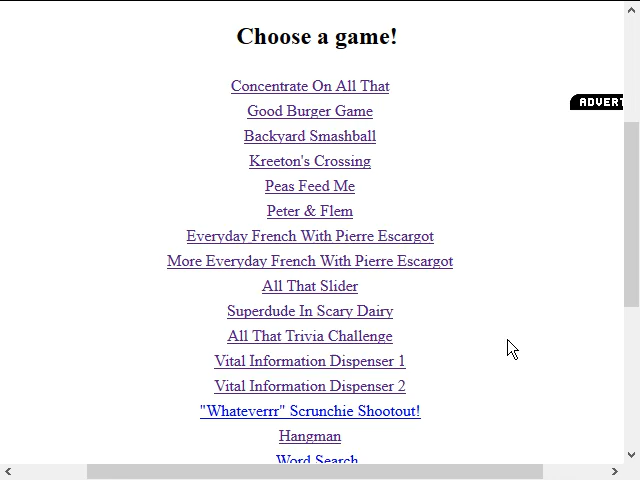 Choose a game!
Concentrate On All That
ADVERT
Good Burger Game
Backyard Smashball
Kreeton's Crossing
Peas Feed Me
Peter & Flem
Everyday French With Pierre Escargot
More Everyday French With Pierre Escargot
All That Slider
Superdude In Scary Dairy
All That Trivia Challenge
Vital Information Dispenser 1
Vital Information Dispenser 2
"Whateverrr" Scrunchie Shootout!
Hangman
Word Search